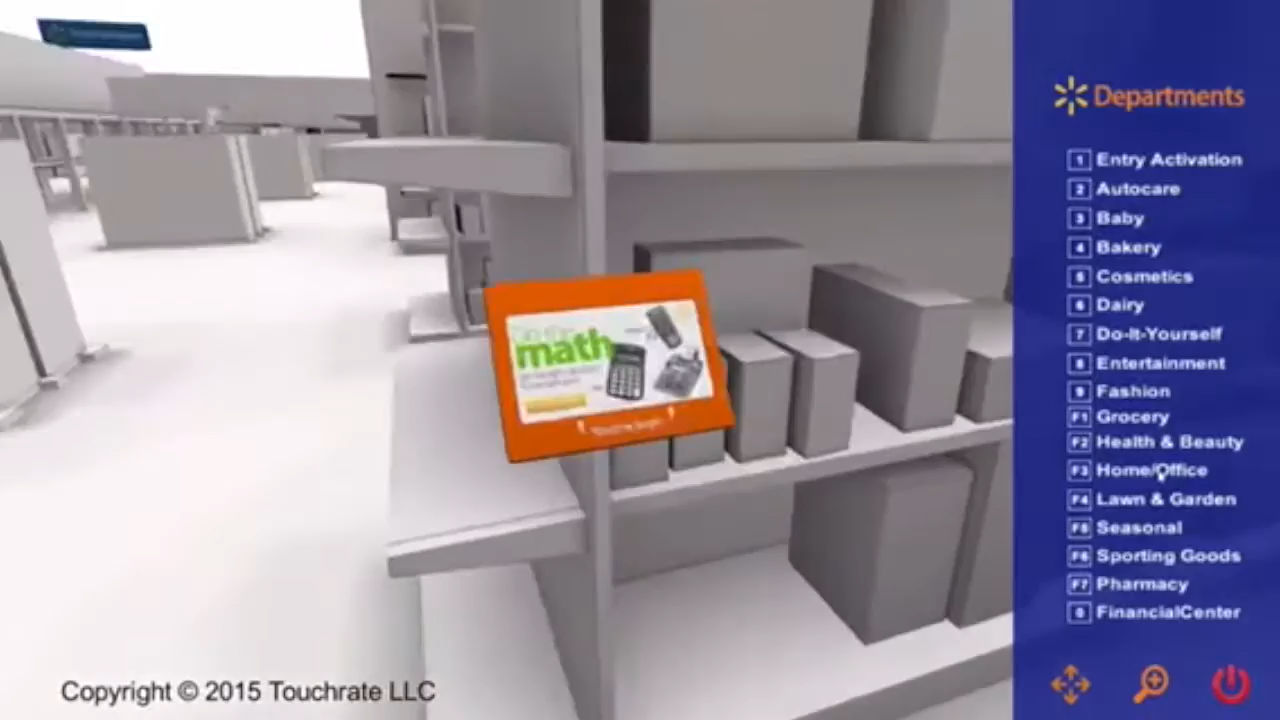 Departments
1 Entry Activation
2 Autocare
3 Baby
4 Bakery
5 Cosmetics
6 Dairy
7 Do-It-Yourself
8 Entertainment
9 Fashion
F1 Grocery
F2 Health & Beauty
F3 Home/Office
F4 Lawn & Garden
F5 Seasonal
F6 Sporting Goods
F7 Pharmacy
0 FinancialCenter
math
Copyright © 2015 Touchrate LLC